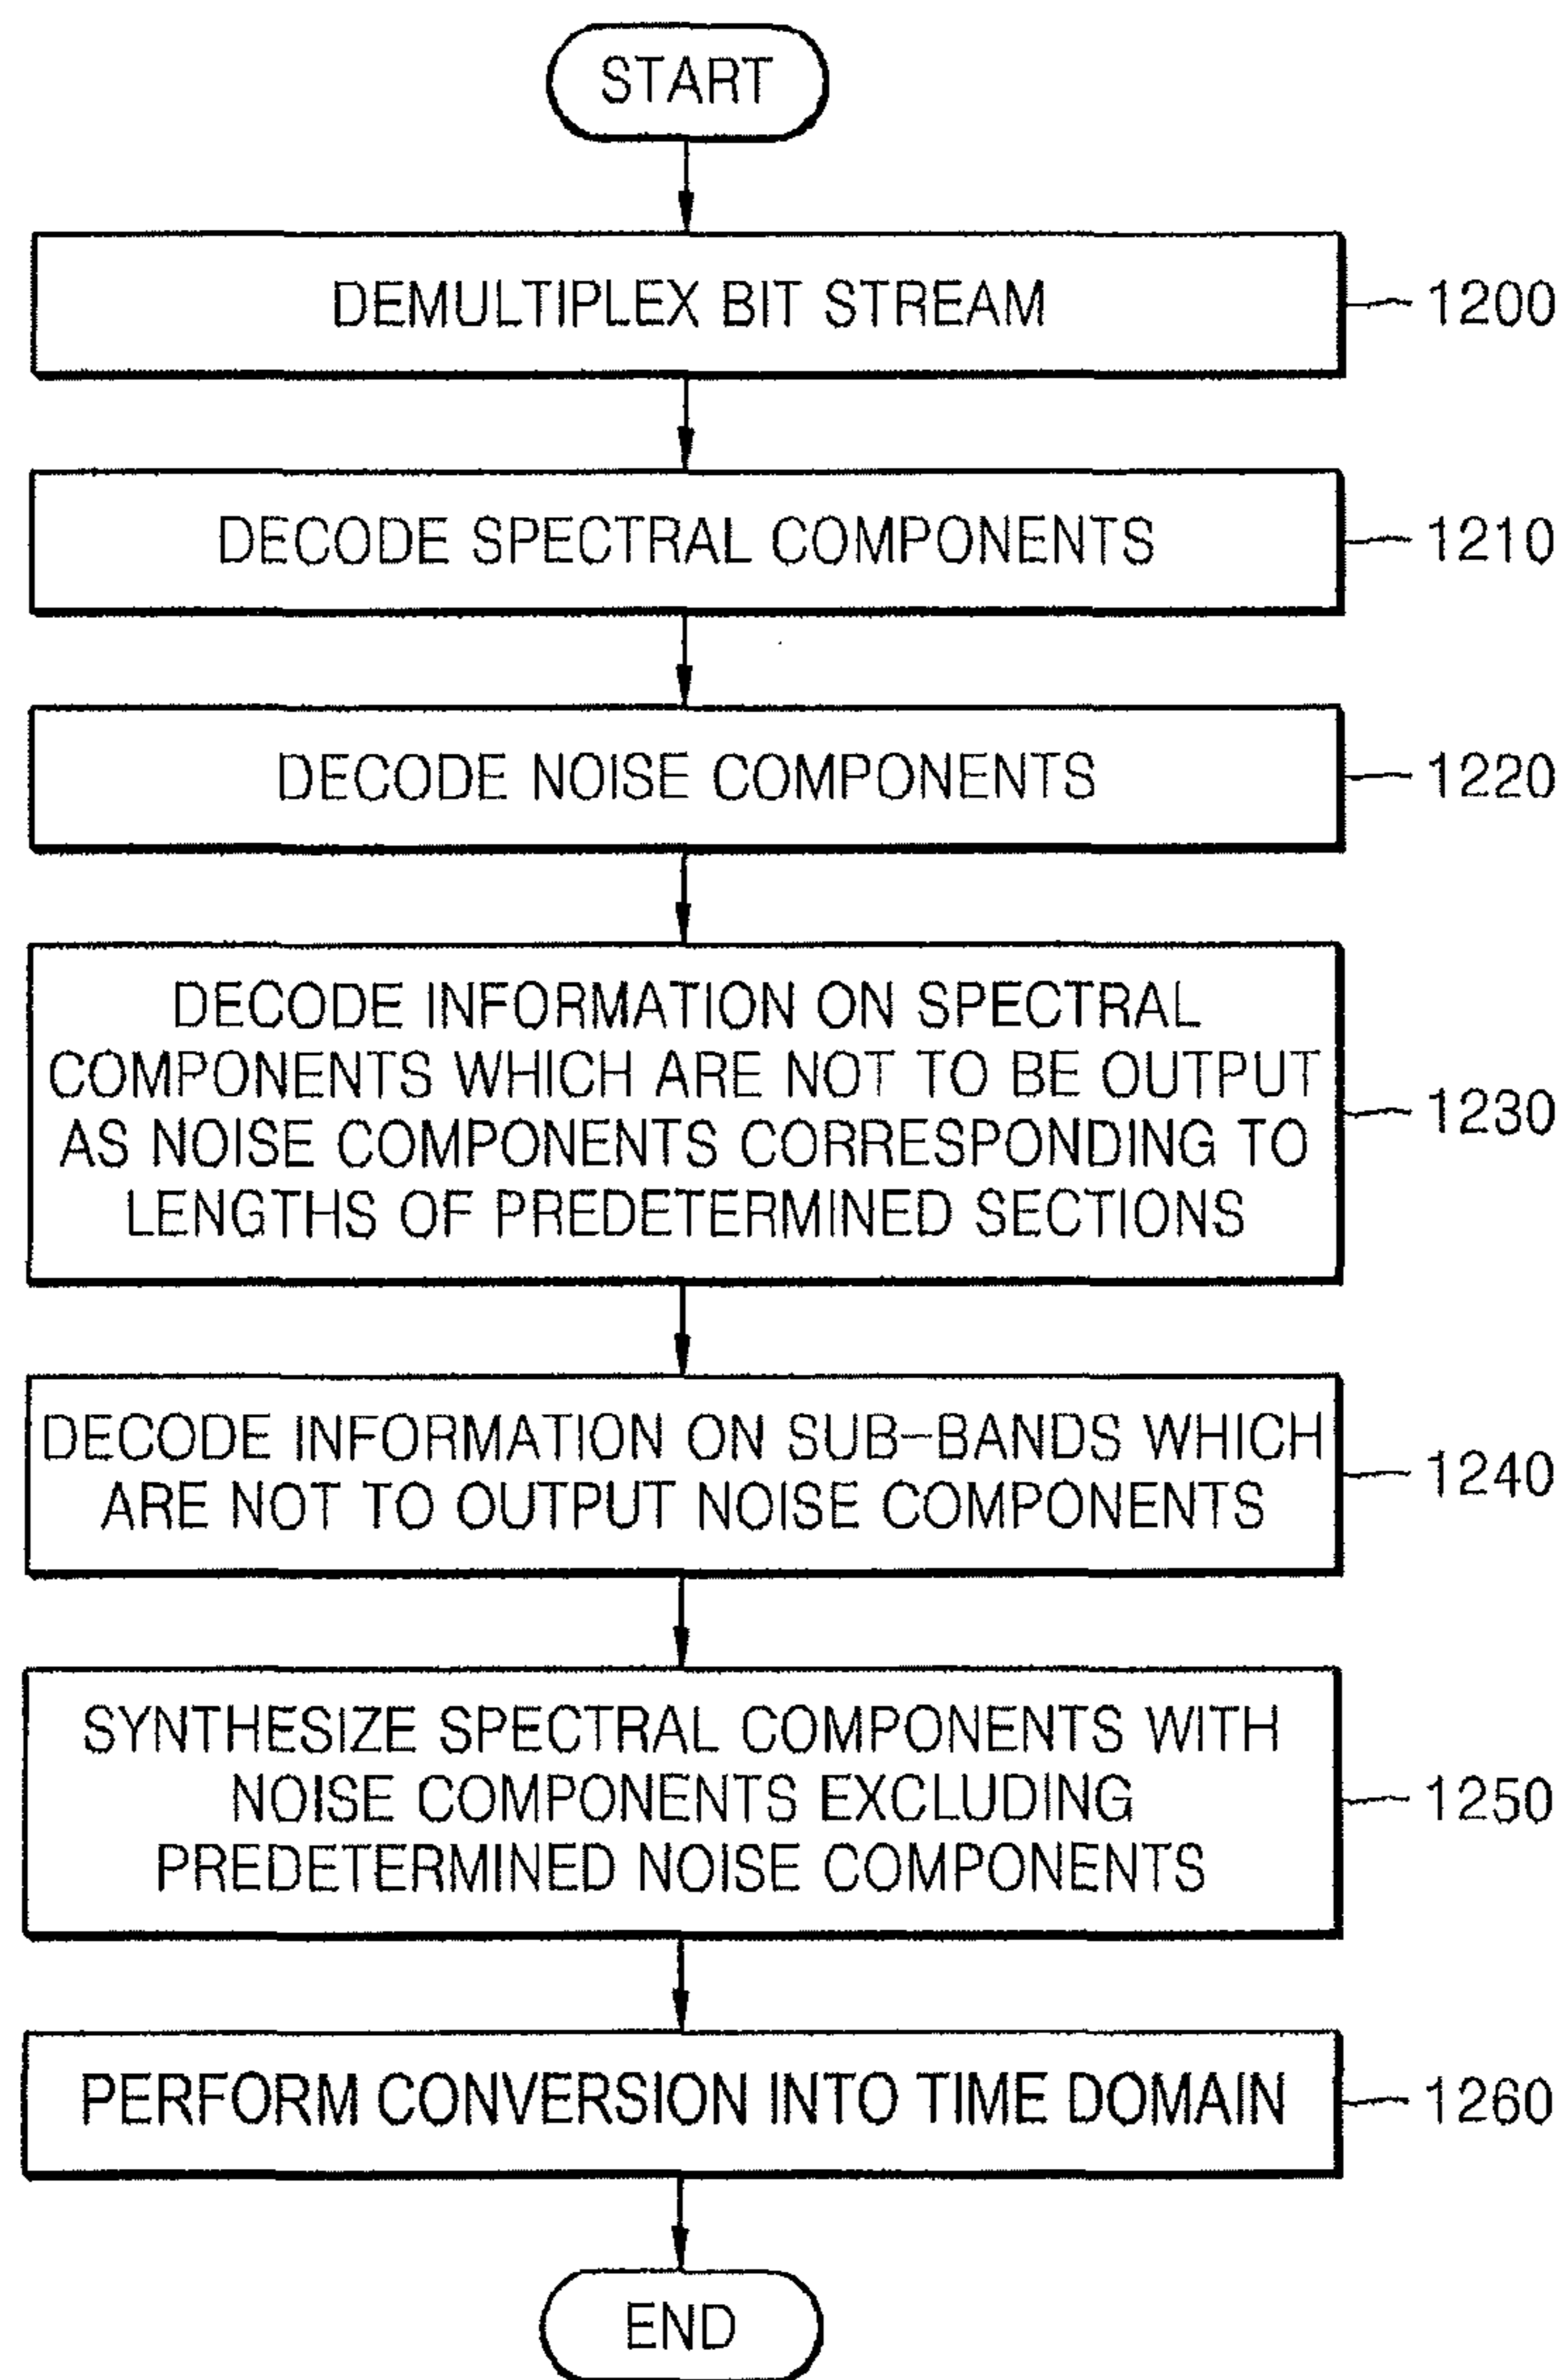 START
DEMULTIPLEX BIT STREAM
1200
DECODE SPECTRAL COMPONENTS
1210
DECODE NOISE COMPONENTS
1220
DECODE INFORMATION ON SPECTRAL
COMPONENTS WHICH ARE NOT TO BE OUTPUT
AS NOISE COMPONENTS CORRESPONDING TO
LENGTHS OF PREDETERMINED SECTIONS
1230
DECODE INFORMATION ON SUB-BANDS WHICH
ARE NOT TO OUTPUT NOISE COMPONENTS
1240
SYNTHESIZE SPECTRAL COMPONENTS WITH
NOISE COMPONENTS EXCLUDING
PREDETERMINED NOISE COMPONENTS
1250
PERFORM CONVERSION INTO TIME DOMAIN
1260
END